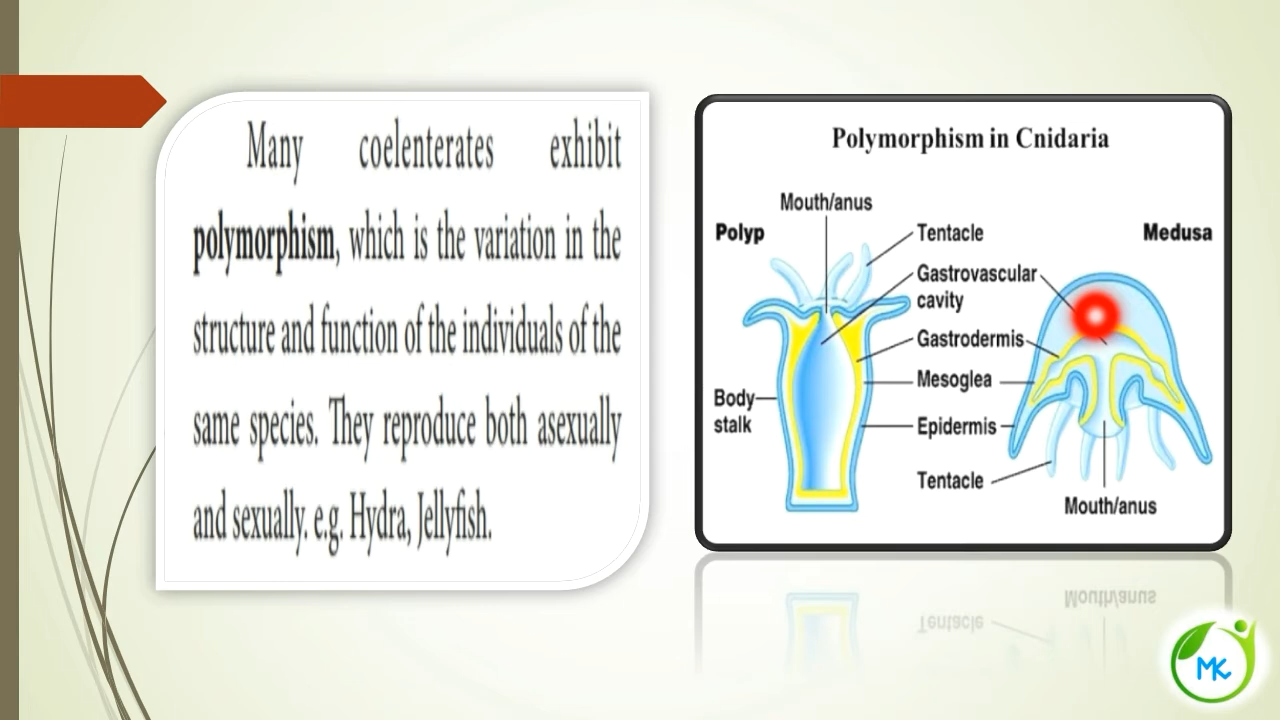 Many coelenterates exhibit
polymorphism, which is the variation in the
structure and function of the individuals of the
same species. They reproduce both asexually
and sexually. e.g. Hydra, Jellyfish.
Polymorphism in Cnidaria
Mouth/anus
Polyp
Tentacle
Medusa
Gastrovascular
cavity
Gastrodermis
Mesoglea
Body
stalk
Epidermis
Tentacle
Mouth/anus
MK